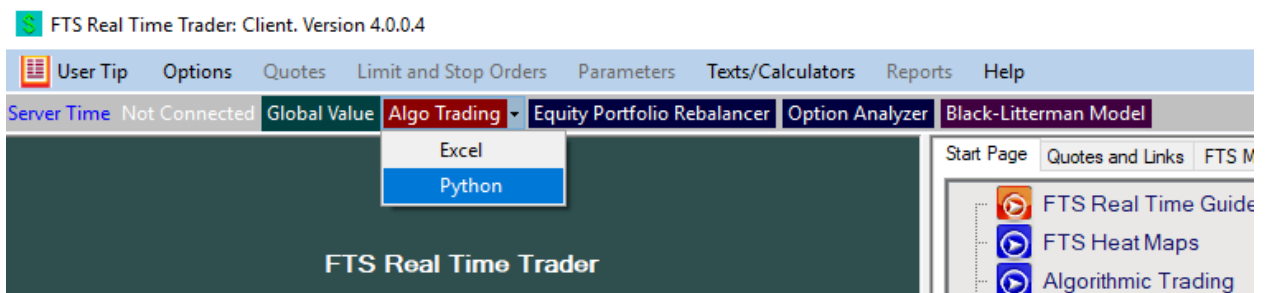 FTS Real Time Trader: Client. Version 4.0.0.4
User Tip Options Quotes Limit and Stop Orders Parameters Texts/Calculators Reports Help
Server Time Not Connected Global Value Algo Trading Equity Portfolio Rebalancer Option Analyzer Black-Litterman Model
Excel
Python
Start Page Quotes and Links FTS M
FTS Real Time Guide
FTS Heat Maps
Algorithmic Trading
FTS Real Time Trader